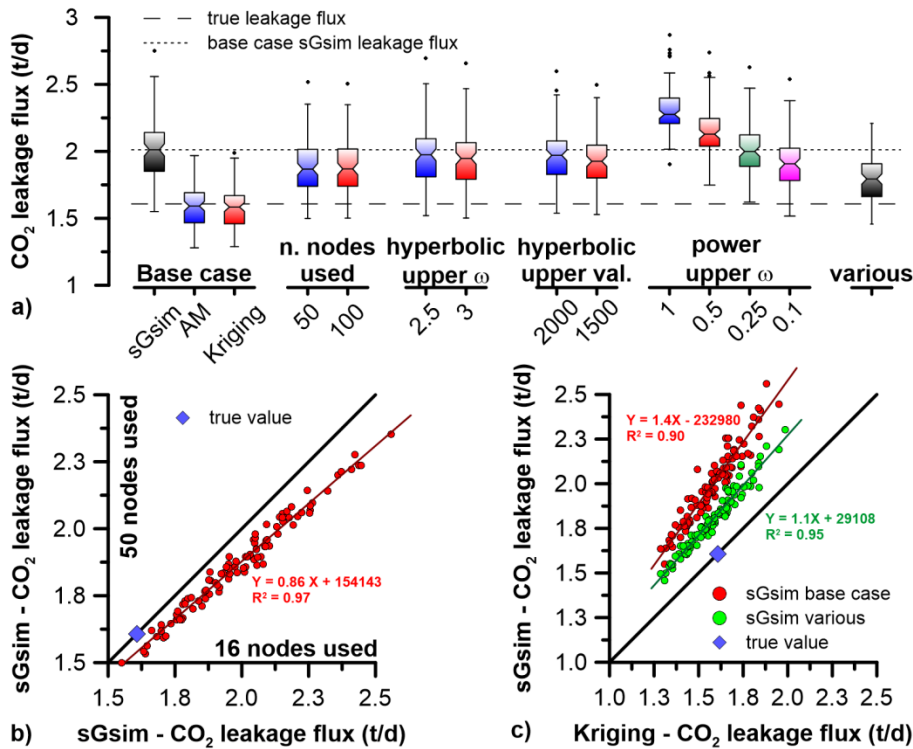 true leakage flux
base case sGsim leakage flux
CO2 leakage flux (t/d)
3
2.5
2
1.5
1
Base case
n. nodes used
hyperbolic upper ω
hyperbolic upper val.
power upper ω
various
sGsim
AM
Kriging
50
100
2.5
3
2000
1500
1
0.5
0.25
0.1
a)
sGsim - CO2 leakage flux (t/d)
2.5
2.3
2.0
1.8
1.5
50 nodes used
true value
Y = 0.86 X + 154143
R2 = 0.97
16 nodes used
1.5
1.8
2.0
2.3
2.5
b)
sGsim - CO2 leakage flux (t/d)
sGsim - CO2 leakage flux (t/d)
2.5
2.3
2.0
1.8
1.5
1.3
1.0
Y = 1.4X - 232980
R2 = 0.90
Y = 1.1X + 29108
R2 = 0.95
sGsim base case
sGsim various
true value
1.0
1.3
1.5
1.8
2.0
2.3
2.5
c)
Kriging - CO2 leakage flux (t/d)